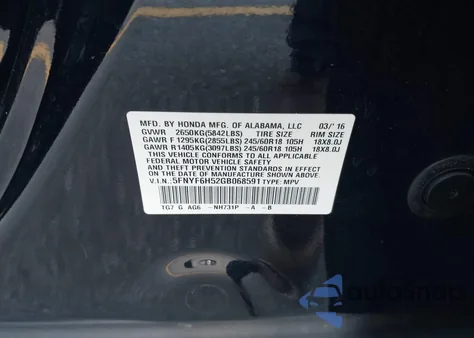 MFD. BY HONDA MFG. OF ALABAMA, LLC 03/'16
GVWR 2650KG(5842LBS) TIRE SIZE RIM SIZE
GAWR F 1295KG(2855LBS) 245/60R18 105H 18X8.0J
GAWR R1405KG(3097LBS) 245/60R18 105H 18X8.0J
THIS VEHICLE CONFORMS TO ALL APPLICABLE
FEDERAL MOTOR VEHICLE SAFETY AND
THEFT PREVENTION STANDARDS IN EFFECT ON
THE DATE OF MANUFACTURE SHOWN ABOVE.
V.I.N. 5FNYF6H52GB068591 TYPE: MPV
TG7 G AG6 -NH731P -A -B
autosnap